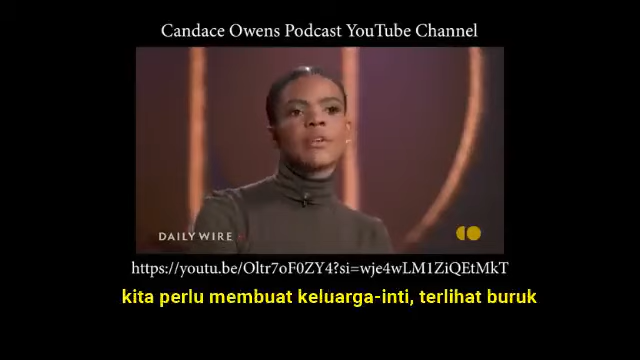 Candace Owens Podcast YouTube Channel
DAILY WIRE
https://youtu.be/Oltr7oF0ZY4?si=wje4wLM1ZiQEtMkT
kita perlu membuat keluarga-inti, terlihat buruk